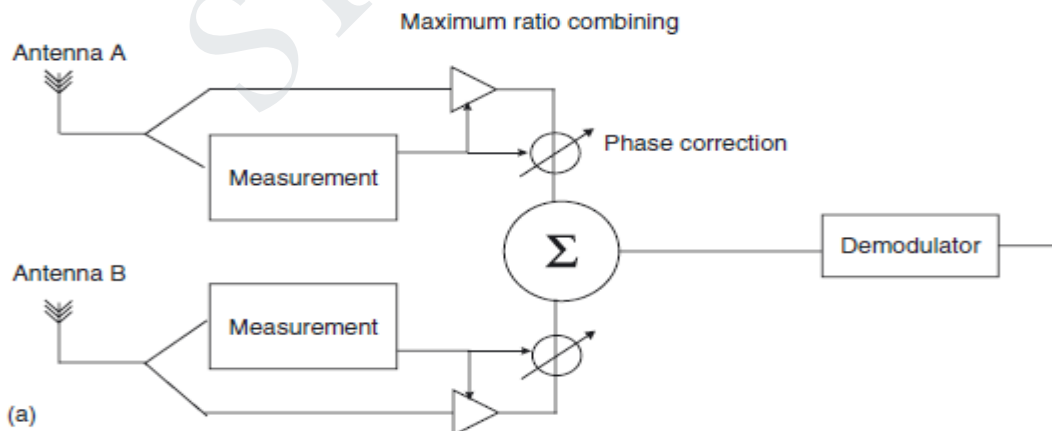 Maximum ratio combining
Antenna A
Phase correction
Measurement
Σ
Demodulator
Antenna B
Measurement
(a)